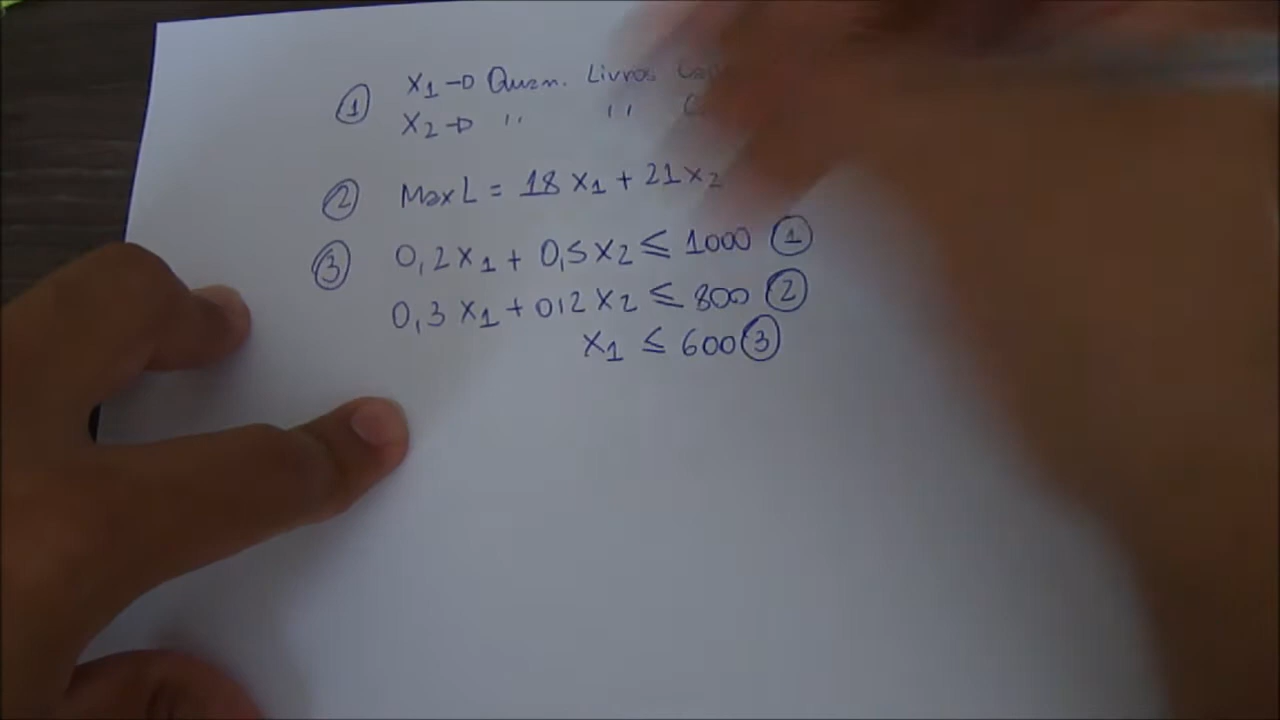 ① X1 → Quan. Livros
X2 → '' ''
② Max L = 18 X1 + 21 X2
③ 0,2 X1 + 0,5 X2 ≤ 1000 ①
0,3 X1 + 0,2 X2 ≤ 800 ②
X1 ≤ 600 ③